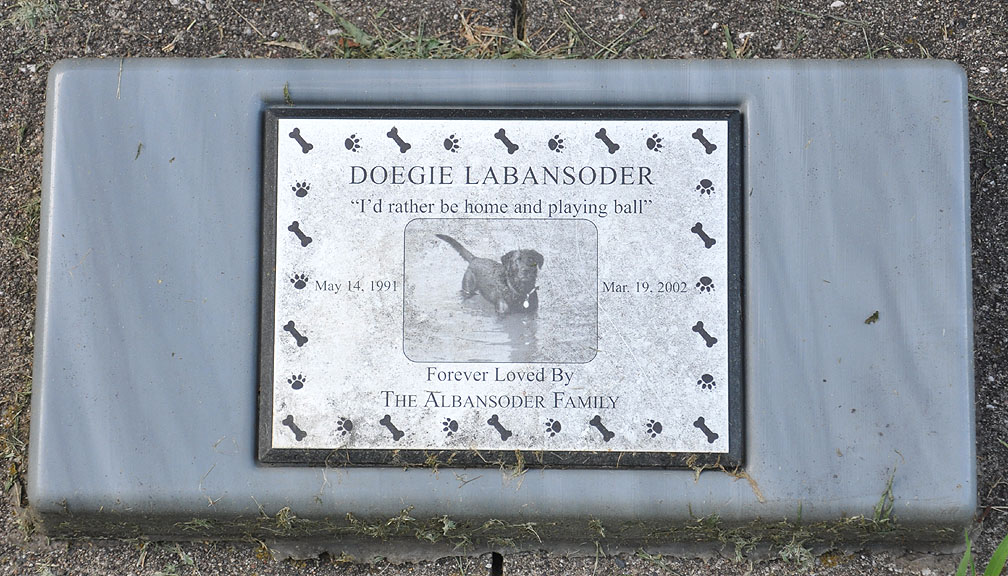 DOEGIE LABANSODER
“I’d rather be home and playing ball”
May 14, 1991
Mar. 19, 2002
Forever Loved By
THE ALBANSODER FAMILY